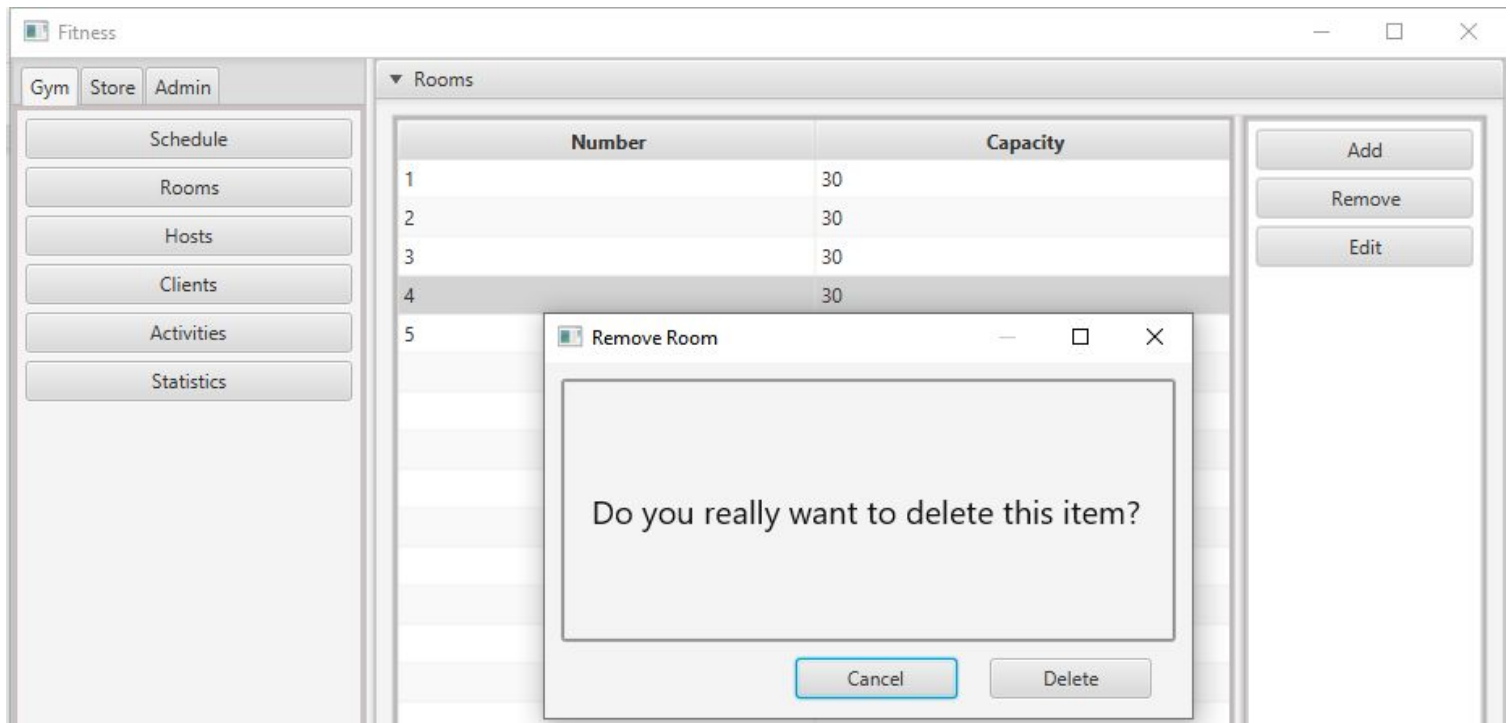 Fitness
Gym Store Admin
Schedule
Rooms
Hosts
Clients
Activities
Statistics
Rooms
Number Capacity
1 30
2 30
3 30
4 30
5
Add
Remove
Edit
Remove Room
Do you really want to delete this item?
Cancel Delete